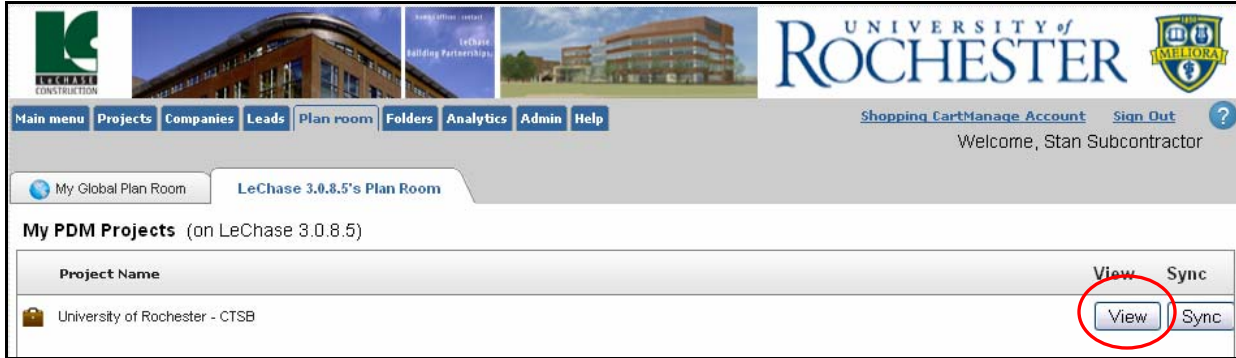 LECHASE
CONSTRUCTION
LeChase
Building Partnerships.
UNIVERSITY of
ROCHESTER
MELIORA
Main menu Projects Companies Leads Plan room Folders Analytics Admin Help
Shopping CartManage Account Sign Out ?
Welcome, Stan Subcontractor
My Global Plan Room LeChase 3.0.8.5's Plan Room
My PDM Projects (on LeChase 3.0.8.5)
Project Name View Sync
University of Rochester - CTSB View Sync